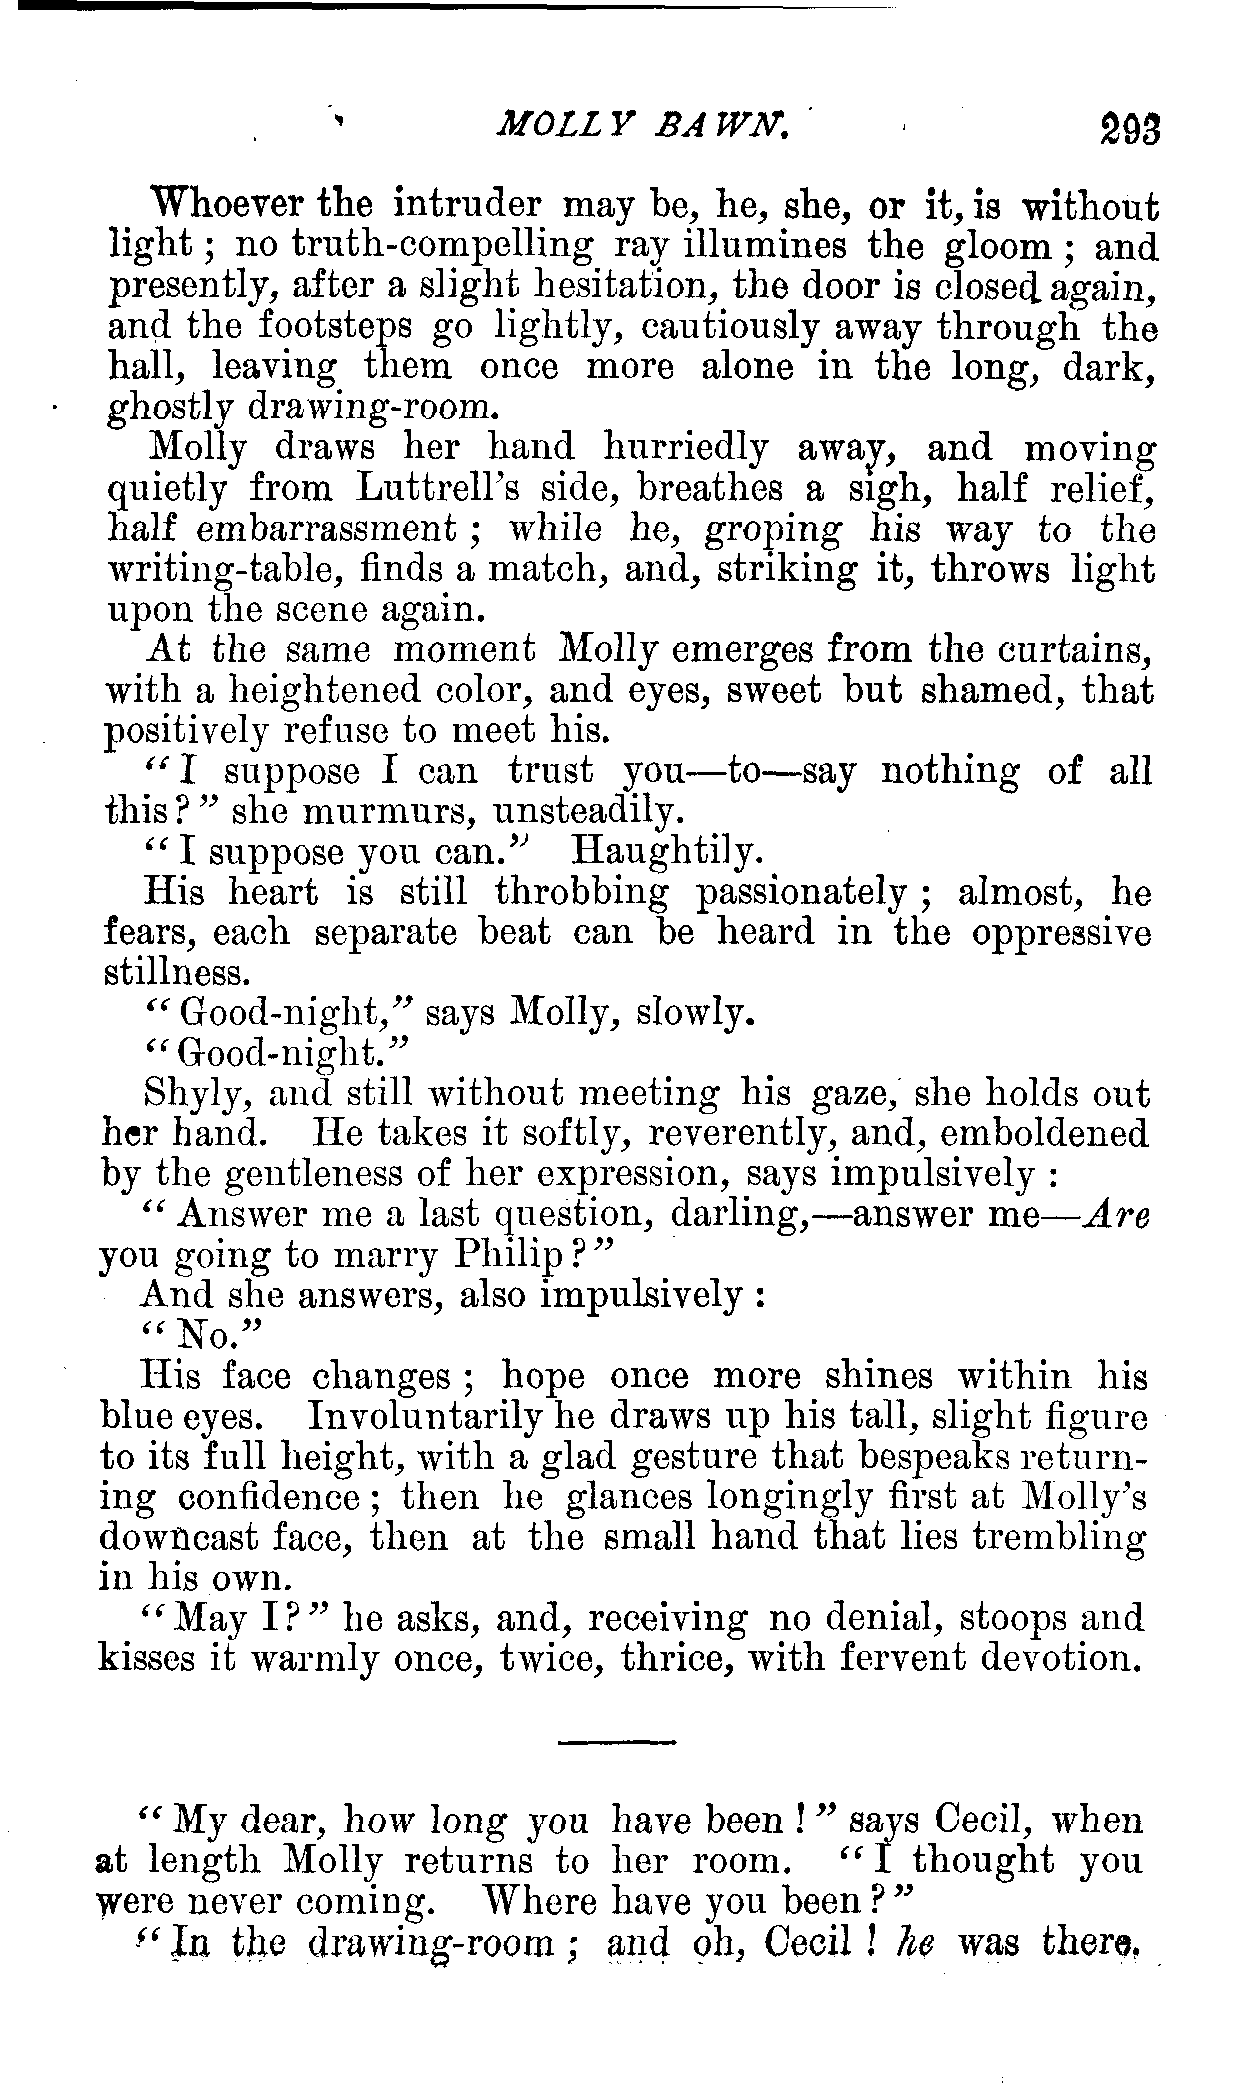 MOLLY BAWN. 293
Whoever the intruder may be, he, she, or it, is without
light ; no truth-compelling ray illumines the gloom ; and
presently, after a slight hesitation, the door is closed again,
and the footsteps go lightly, cautiously away through the
hall, leaving them once more alone in the long, dark,
ghostly drawing-room.
Molly draws her hand hurriedly away, and moving
quietly from Luttrell's side, breathes a sigh, half relief,
half embarrassment ; while he, groping his way to the
writing-table, finds a match, and, striking it, throws light
upon the scene again.
At the same moment Molly emerges from the curtains,
with a heightened color, and eyes, sweet but shamed, that
positively refuse to meet his.
“ I suppose I can trust you—to—say nothing of all
this ? ” she murmurs, unsteadily.
“ I suppose you can.” Haughtily.
His heart is still throbbing passionately ; almost, he
fears, each separate beat can be heard in the oppressive
stillness.
“ Good-night,” says Molly, slowly.
“ Good-night.”
Shyly, and still without meeting his gaze, she holds out
her hand. He takes it softly, reverently, and, emboldened
by the gentleness of her expression, says impulsively :
“ Answer me a last question, darling,—answer me—Are
you going to marry Philip ? ”
And she answers, also impulsively :
“ No.”
His face changes ; hope once more shines within his
blue eyes. Involuntarily he draws up his tall, slight figure
to its full height, with a glad gesture that bespeaks return-
ing confidence ; then he glances longingly first at Molly's
downcast face, then at the small hand that lies trembling
in his own.
“ May I ? ” he asks, and, receiving no denial, stoops and
kisses it warmly once, twice, thrice, with fervent devotion.
“ My dear, how long you have been ! ” says Cecil, when
at length Molly returns to her room. “ I thought you
were never coming. Where have you been ? ”
“ In the drawing-room ; and oh, Cecil ! he was there.